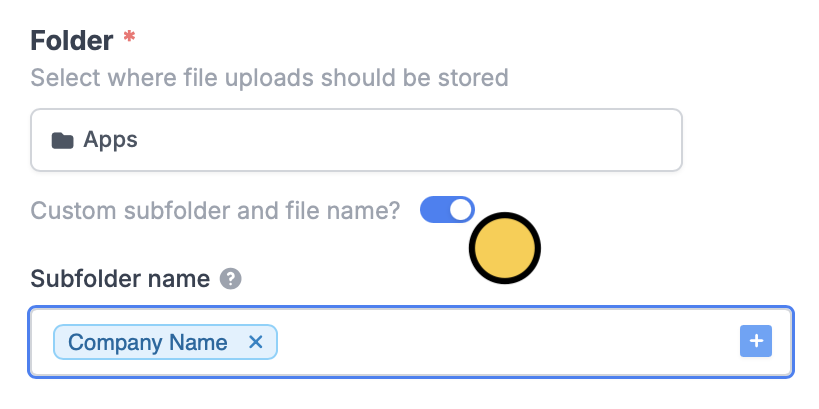 Folder *
Select where file uploads should be stored
Apps
Custom subfolder and file name?
Subfolder name ?
Company Name ×
+